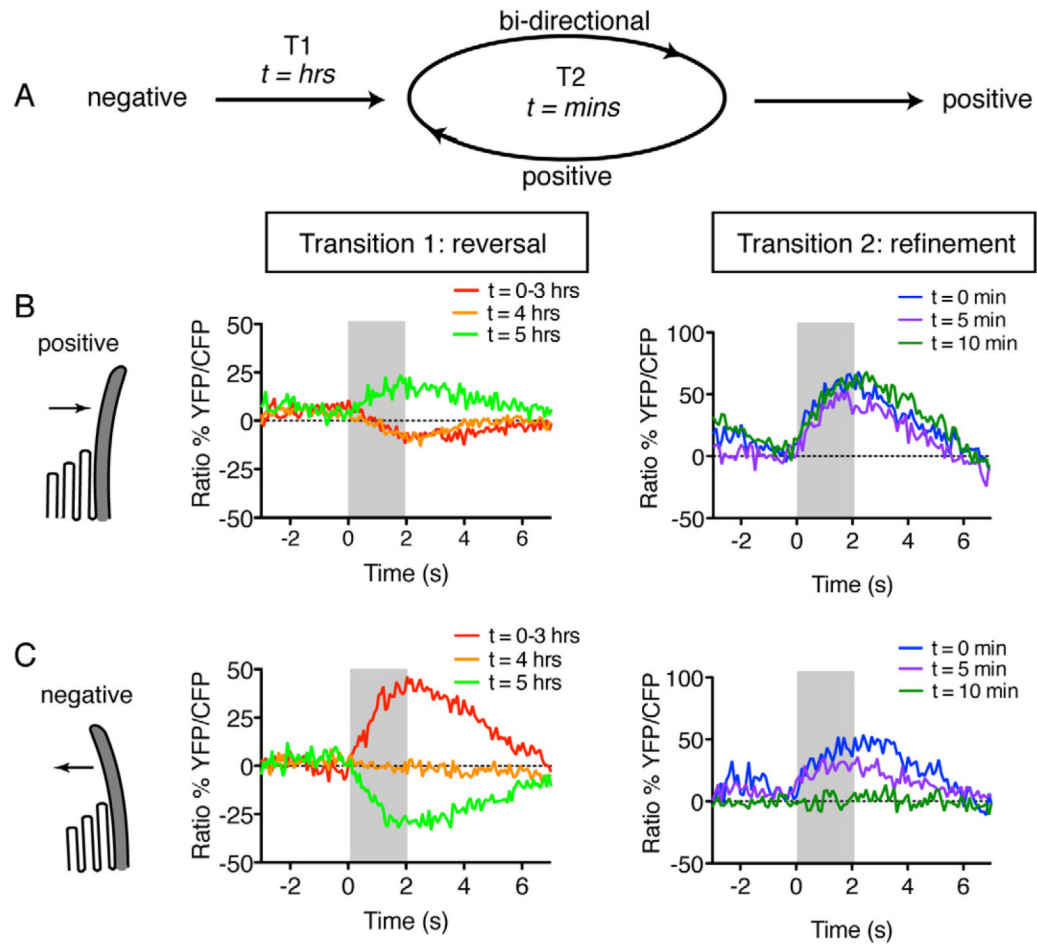 A
negative
T1
t = hrs
bi-directional
T2
t = mins
positive
positive
Transition 1: reversal
Transition 2: refinement
B
positive
Ratio % YFP/CFP
50
25
0
-25
-50
t = 0-3 hrs
t = 4 hrs
t = 5 hrs
-2 0 2 4 6
Time (s)
Ratio % YFP/CFP
100
50
0
-50
t = 0 min
t = 5 min
t = 10 min
-2 0 2 4 6
Time (s)
C
negative
Ratio % YFP/CFP
50
25
0
-25
-50
t = 0-3 hrs
t = 4 hrs
t = 5 hrs
-2 0 2 4 6
Time (s)
Ratio % YFP/CFP
100
50
0
-50
t = 0 min
t = 5 min
t = 10 min
-2 0 2 4 6
Time (s)